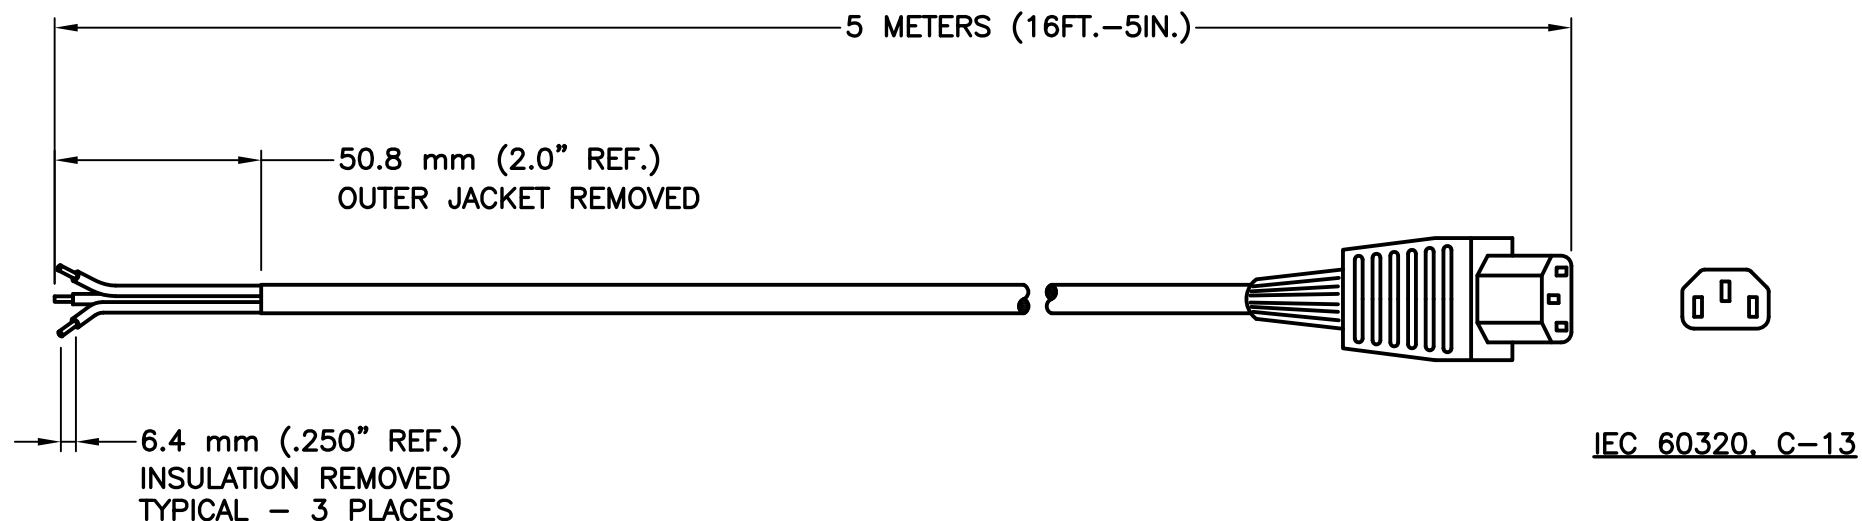 5 METERS (16FT.-5IN.)
50.8 mm (2.0" REF.)
OUTER JACKET REMOVED
6.4 mm (.250" REF.)
INSULATION REMOVED
TYPICAL - 3 PLACES
IEC 60320, C-13